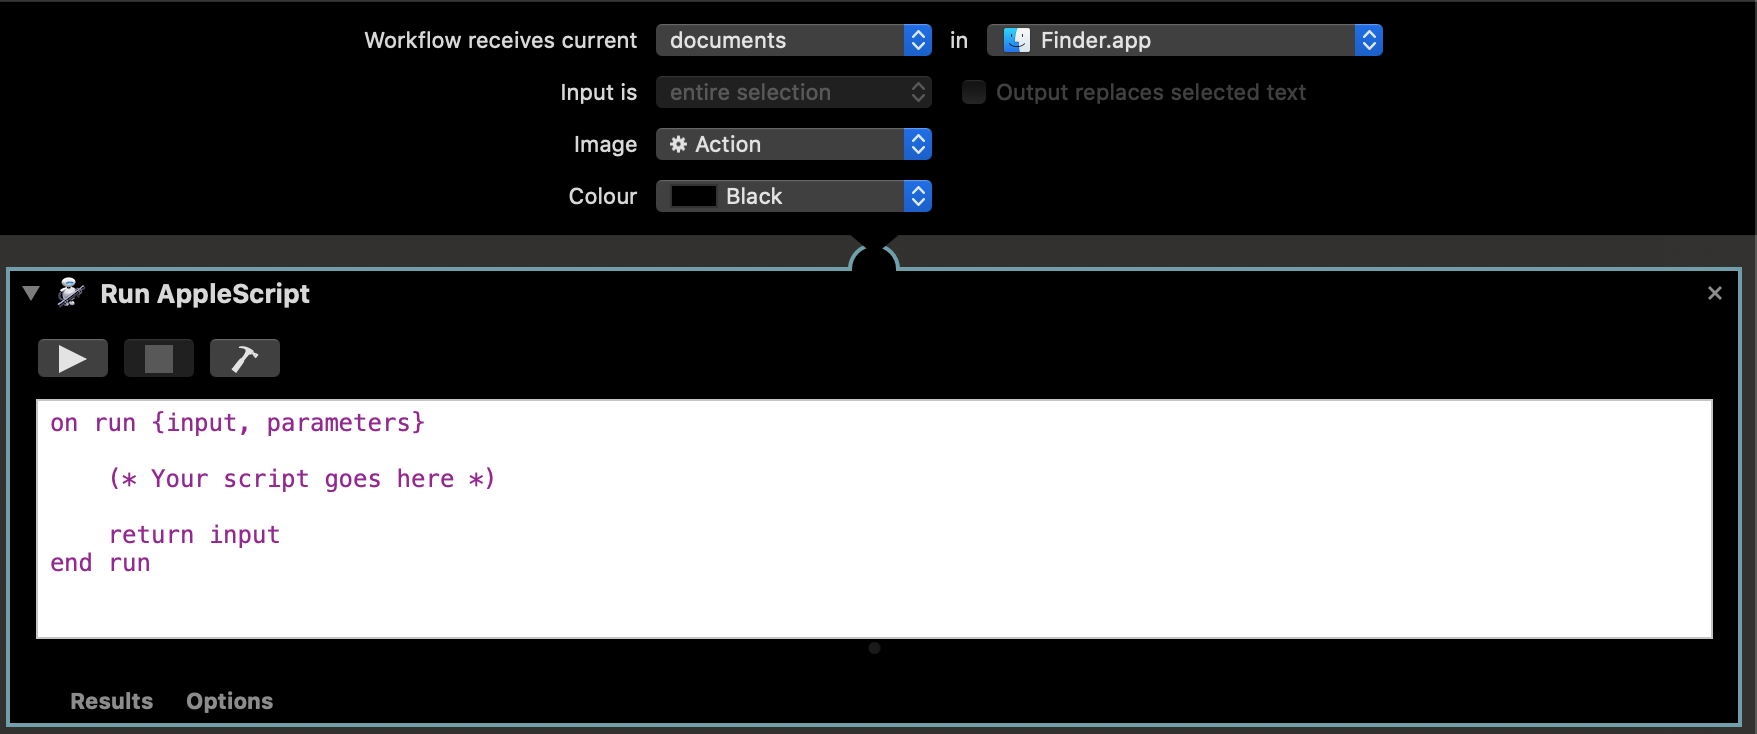 Workflow receives current documents in Finder.app
Input is entire selection Output replaces selected text
Image Action
Colour Black
Run AppleScript
on run {input, parameters}
(* Your script goes here *)
return input
end run
Results Options